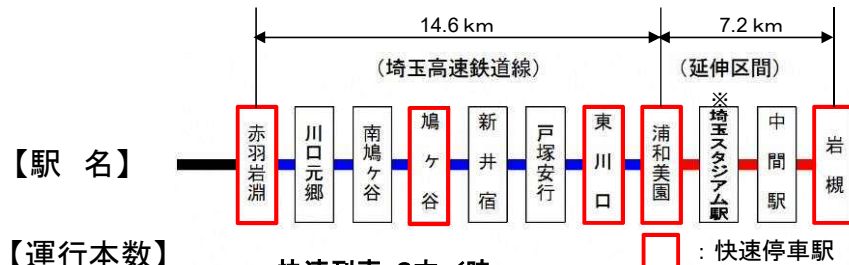 14.6 km
7.2 km
(埼玉高速鉄道線)
(延伸区間)
【駅 名】
赤羽岩淵
川口元郷
南鳩ヶ谷
鳩ヶ谷
新井宿
戸塚安行
東川口
浦和美園
※埼玉スタジアム駅
中間駅
岩槻
【運行本数】
:快速停車駅